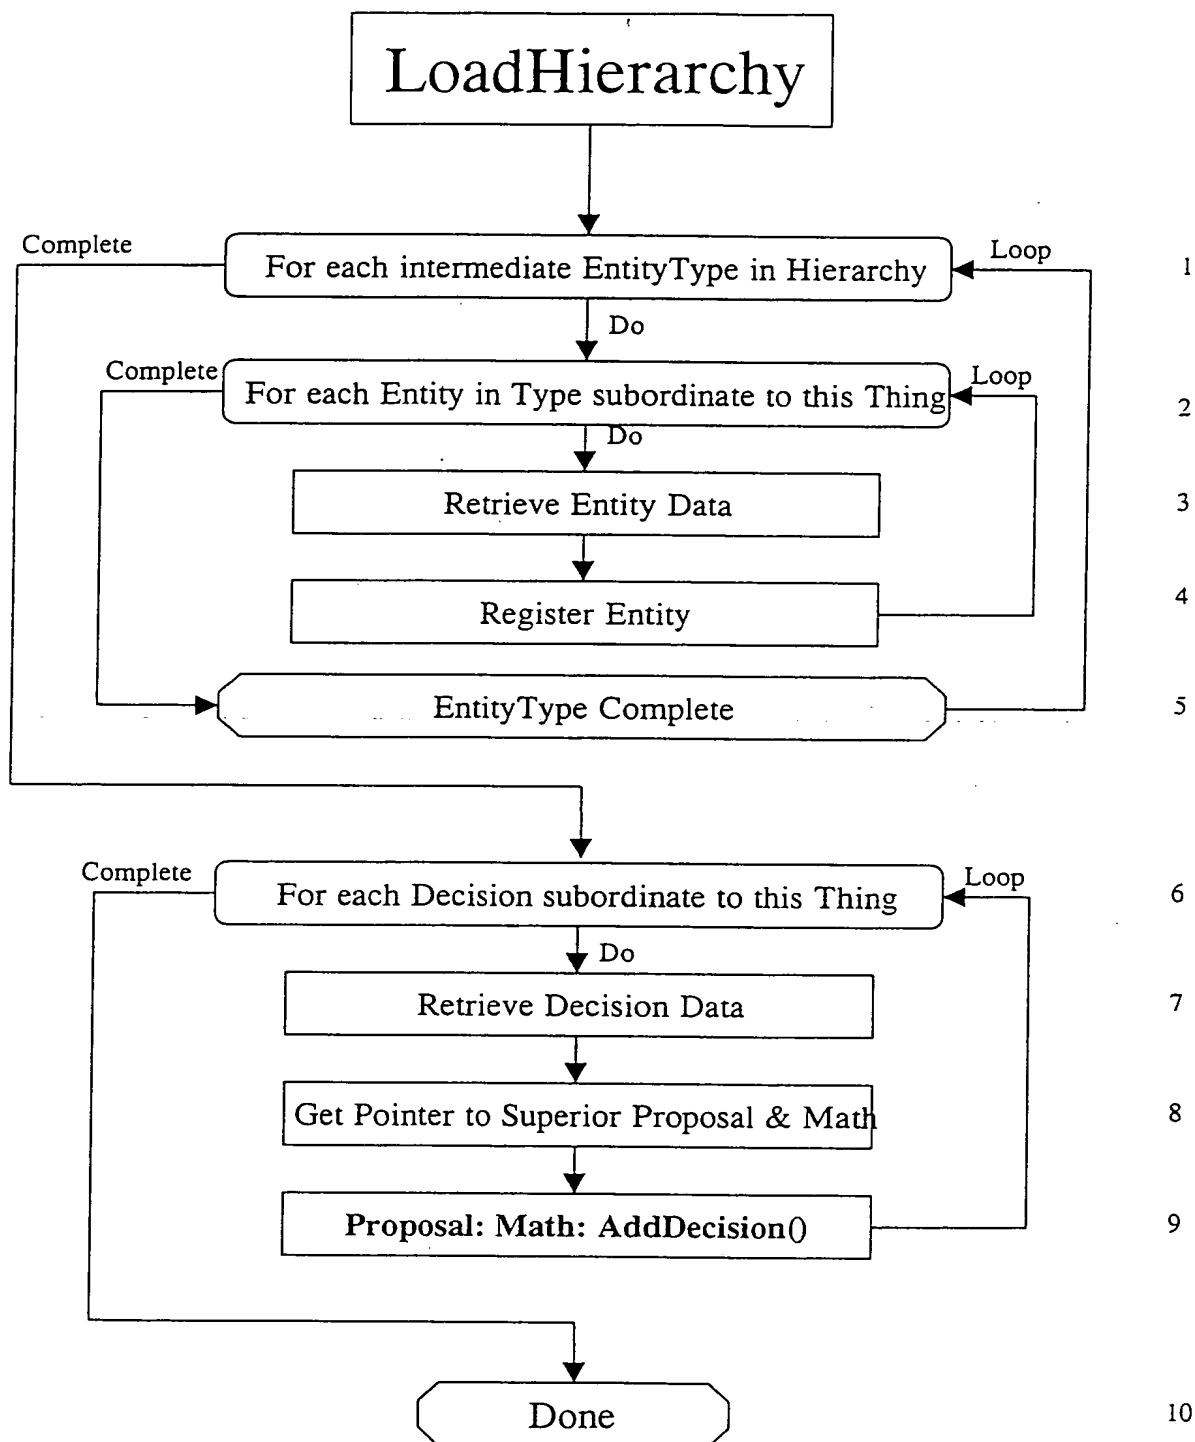 LoadHierarchy
Complete
Loop
For each intermediate EntityType in Hierarchy
1
Do
Complete
Loop
For each Entity in Type subordinate to this Thing
2
Do
Retrieve Entity Data
3
Register Entity
4
EntityType Complete
5
Complete
Loop
For each Decision subordinate to this Thing
6
Do
Retrieve Decision Data
7
Get Pointer to Superior Proposal & Math
8
Proposal: Math: AddDecision()
9
Done
10